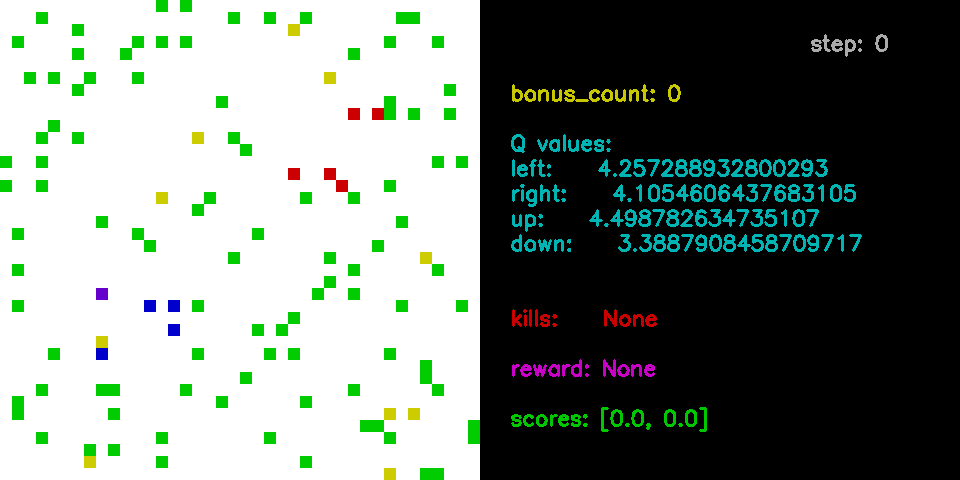 step: 0
bonus_count: 0
Q values:
left: 4.257288932800293
right: 4.1054606437683105
up: 4.498782634735107
down: 3.3887908458709717
kills: None
reward: None
scores: [0.0, 0.0]